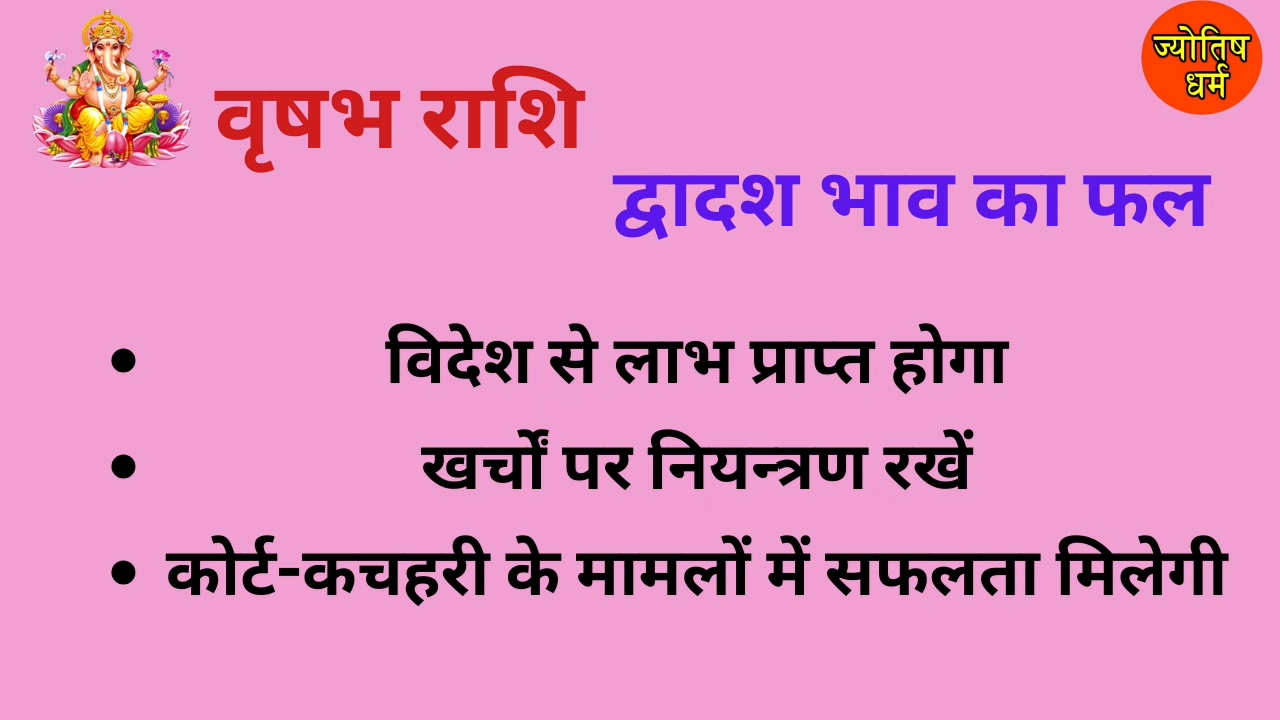 ज्योतिष
धर्म
वृषभ राशि
द्वादश भाव का फल
• विदेश से लाभ प्राप्त होगा
• खर्चों पर नियन्त्रण रखें
• कोर्ट-कचहरी के मामलों में सफलता मिलेगी